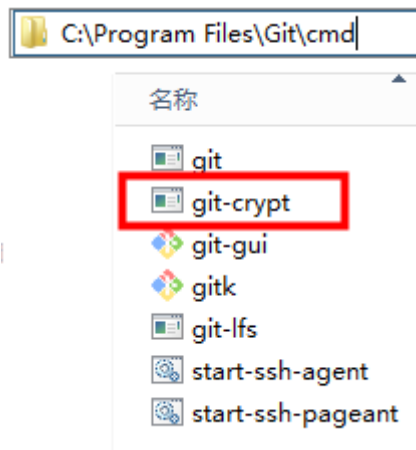 C:\Program Files\Git\cmd
名称
git
git-crypt
git-gui
gitk
git-lfs
start-ssh-agent
start-ssh-pageant